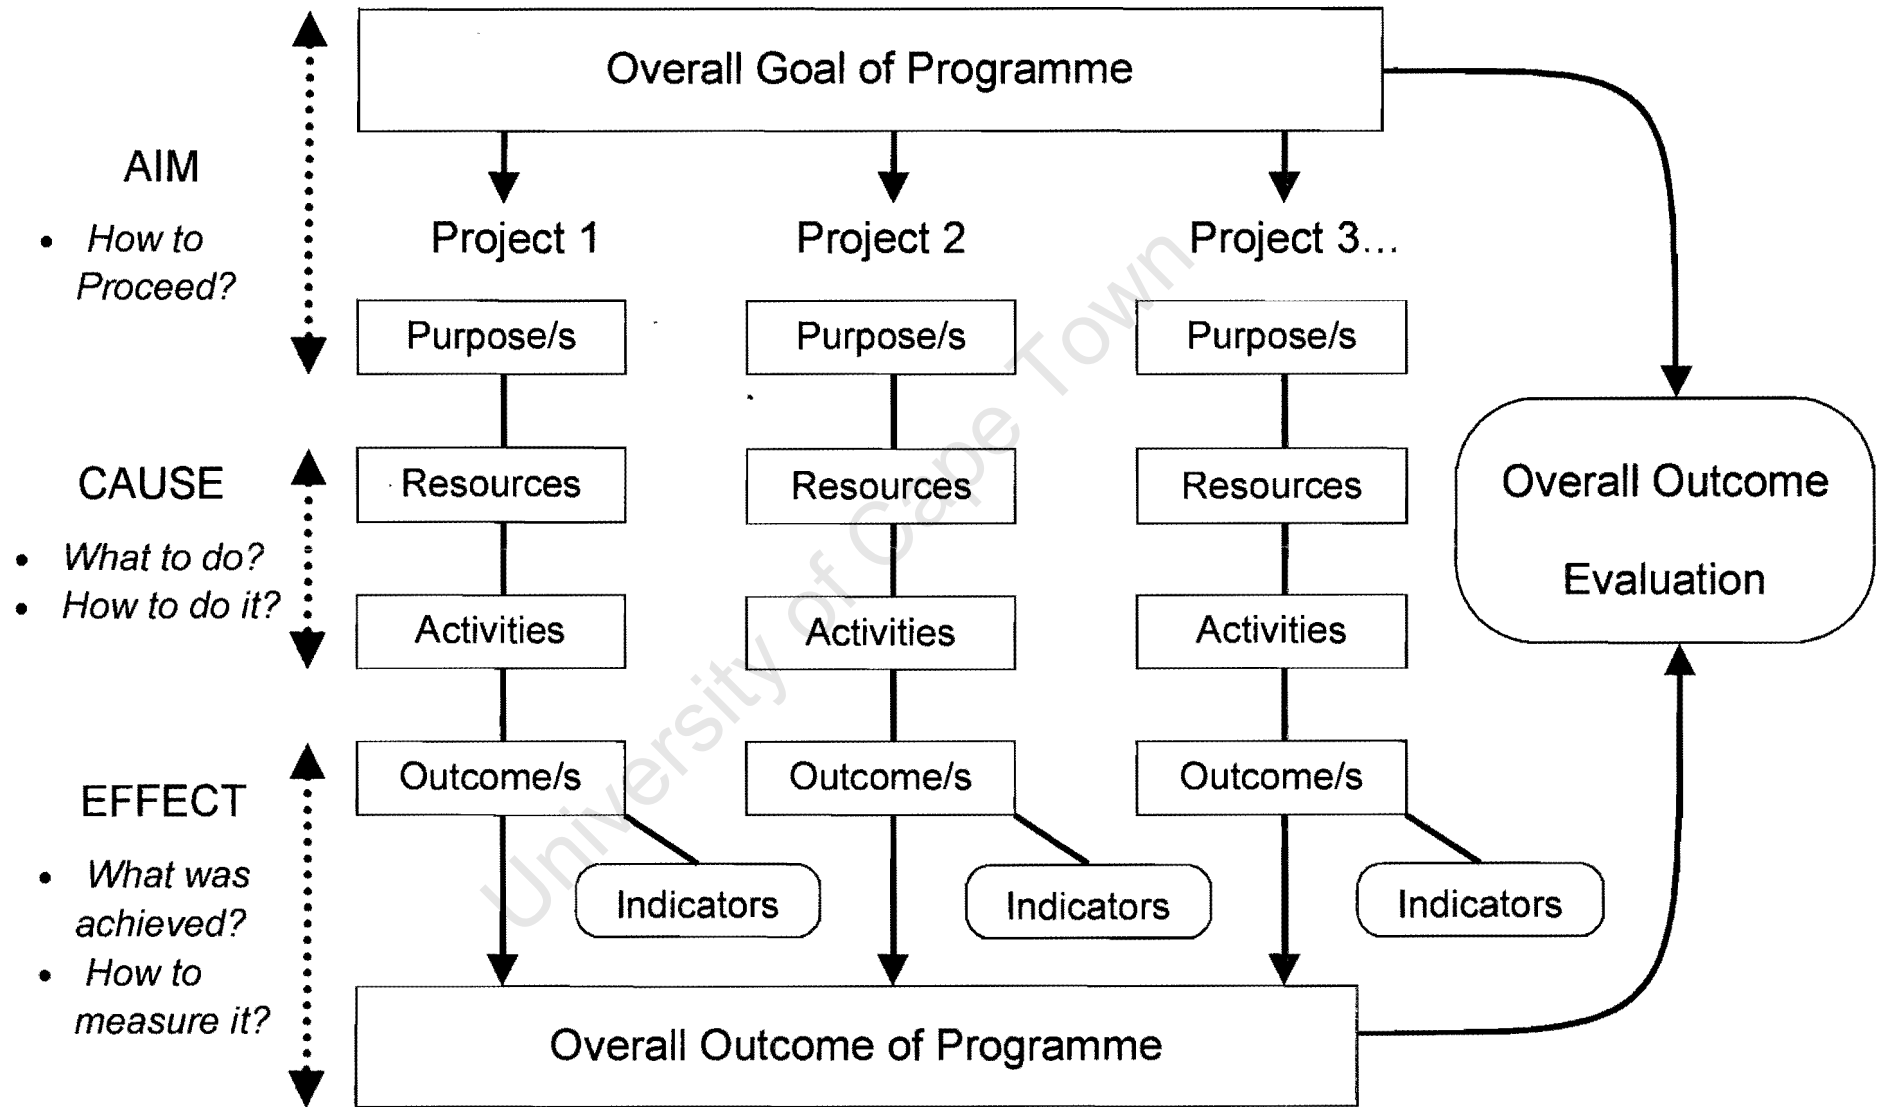 Overall Goal of Programme
AIM
• How to
Proceed?
Project 1
Project 2
Project 3...
Purpose/s
Purpose/s
Purpose/s
CAUSE
• What to do?
• How to do it?
Resources
Resources
Resources
Activities
Activities
Activities
Overall Outcome
Evaluation
EFFECT
• What was
achieved?
• How to
measure it?
Outcome/s
Outcome/s
Outcome/s
Indicators
Indicators
Indicators
Overall Outcome of Programme
University of Cape Town